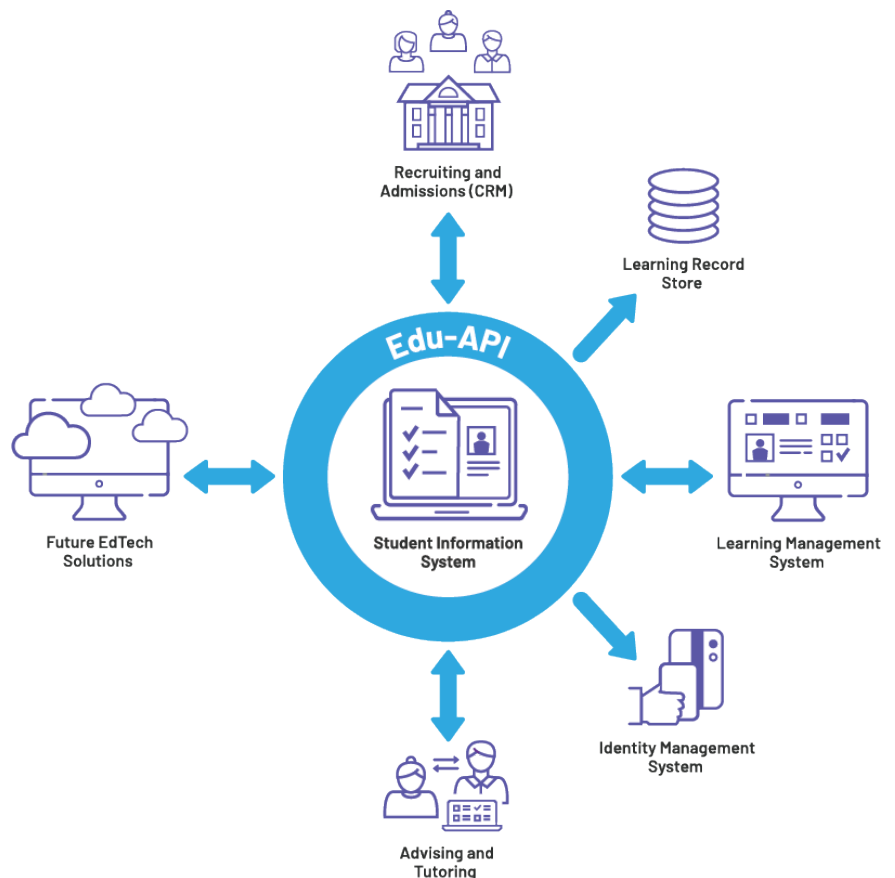 Recruiting and
Admissions (CRM)
Learning Record
Store
Edu-API
Student Information
System
Future EdTech
Solutions
Learning Management
System
Identity Management
System
Advising and
Tutoring